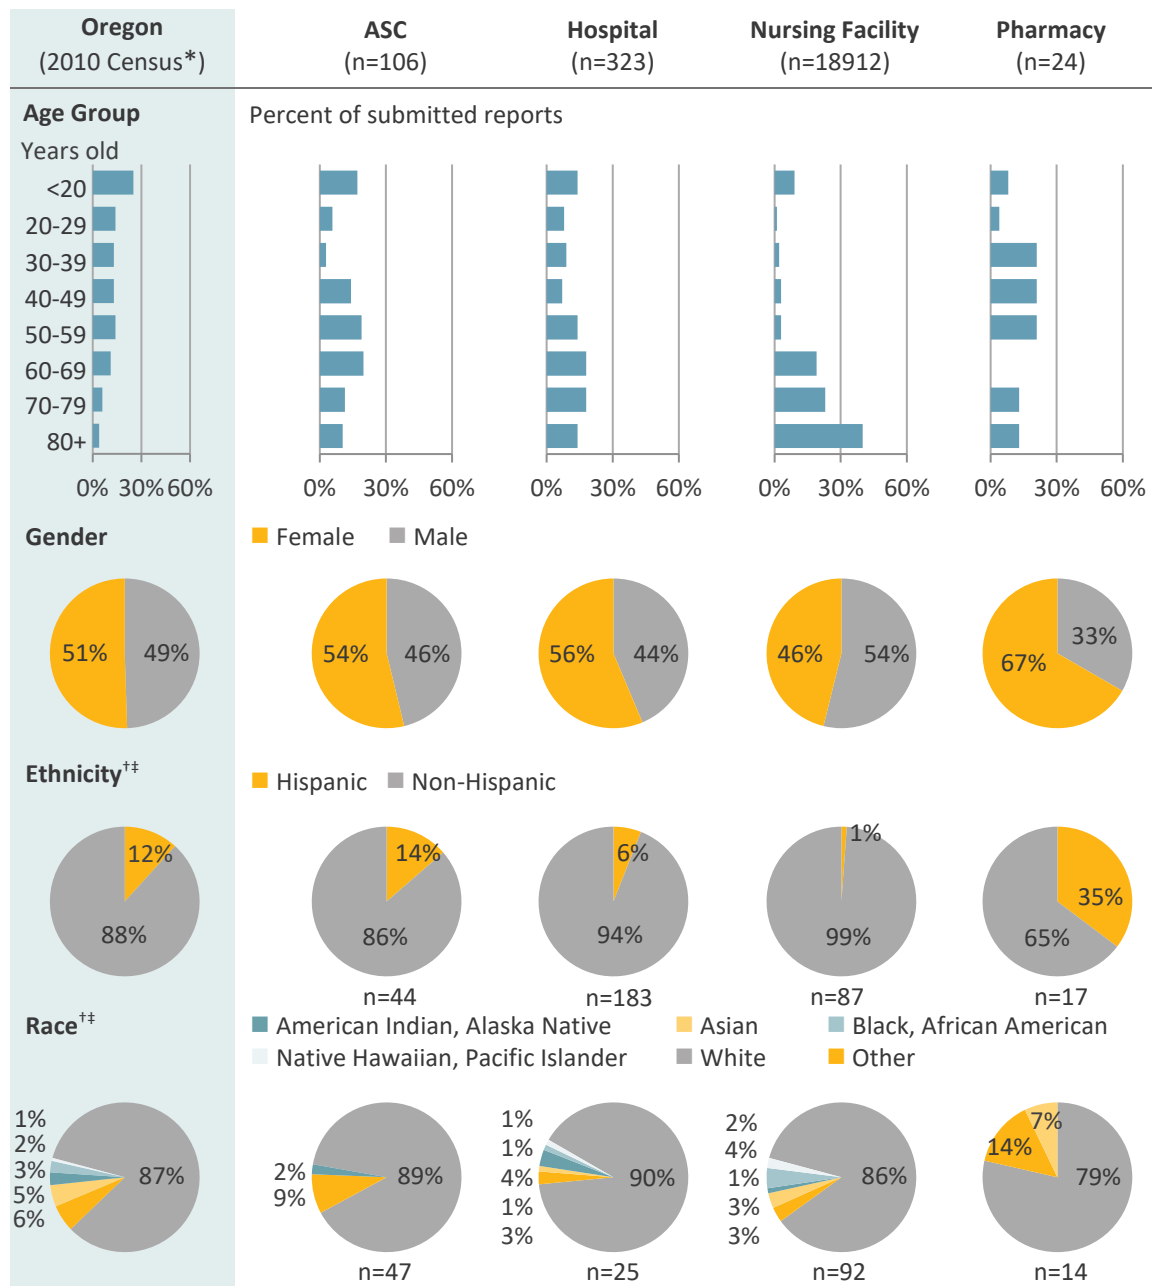 Oregon ASC Hospital Nursing Facility Pharmacy
(2010 Census*) (n=106) (n=323) (n=18912) (n=24)
Age Group Percent of submitted reports
Years old
<20
20-29
30-39
40-49
50-59
60-69
70-79
80+
0% 30% 60% 0% 30% 60% 0% 30% 60% 0% 30% 60% 0% 30% 60%
Gender Female Male
51% 49% 54% 46% 56% 44% 46% 54% 67% 33%
Ethnicity†‡ Hispanic Non-Hispanic
12% 14% 6% 1% 35%
88% 86% 94% 99% 65%
n=44 n=183 n=87 n=17
Race†‡ American Indian, Alaska Native Asian Black, African American
Native Hawaiian, Pacific Islander White Other
1% 1% 2% 7%
2% 1% 4% 14%
3% 87% 2% 89% 4% 90% 1% 86% 79%
5% 9% 1% 3%
6% 3% 3%
n=47 n=25 n=92 n=14